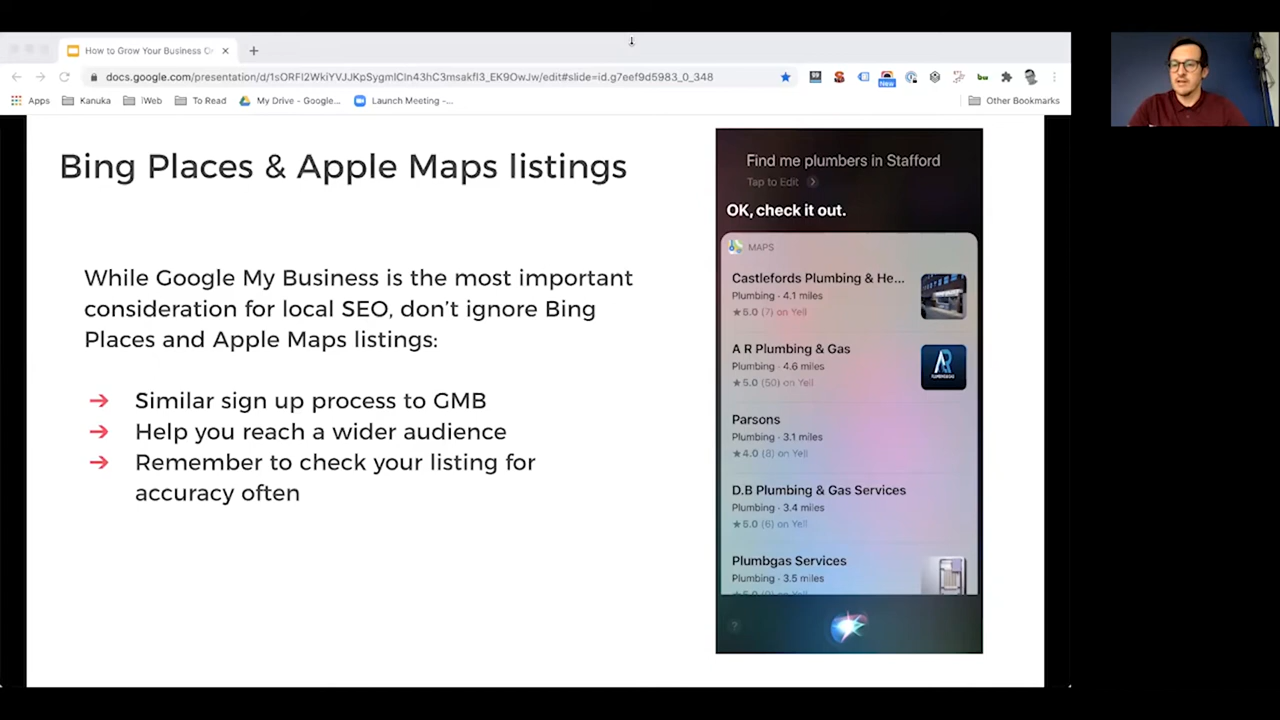 How to Grow Your Business O
docs.google.com/presentation/d/1sORFI2WkiYVJJKpSygmICIn43hC3msakfI3_EK9OwJw/edit#slide=id.g7eef9d5983_0_348
New
Apps
Kanuka
iWeb
To Read
My Drive - Google...
Launch Meeting -...
Other Bookmarks
Bing Places & Apple Maps listings
While Google My Business is the most important
consideration for local SEO, don't ignore Bing
Places and Apple Maps listings:
Similar sign up process to GMB
Help you reach a wider audience
Remember to check your listing for
accuracy often
Find me plumbers in Stafford
Tap to Edit
OK, check it out.
MAPS
Castlefords Plumbing & He...
Plumbing · 4.1 miles
★5.0 (7) on Yell
A R Plumbing & Gas
Plumbing · 4.6 miles
★5.0 (50) on Yell
Parsons
Plumbing · 3.1 miles
★4.0 (8) on Yell
D.B Plumbing & Gas Services
Plumbing · 3.4 miles
★5.0 (6) on Yell
Plumbgas Services
Plumbing · 3.5 miles
?